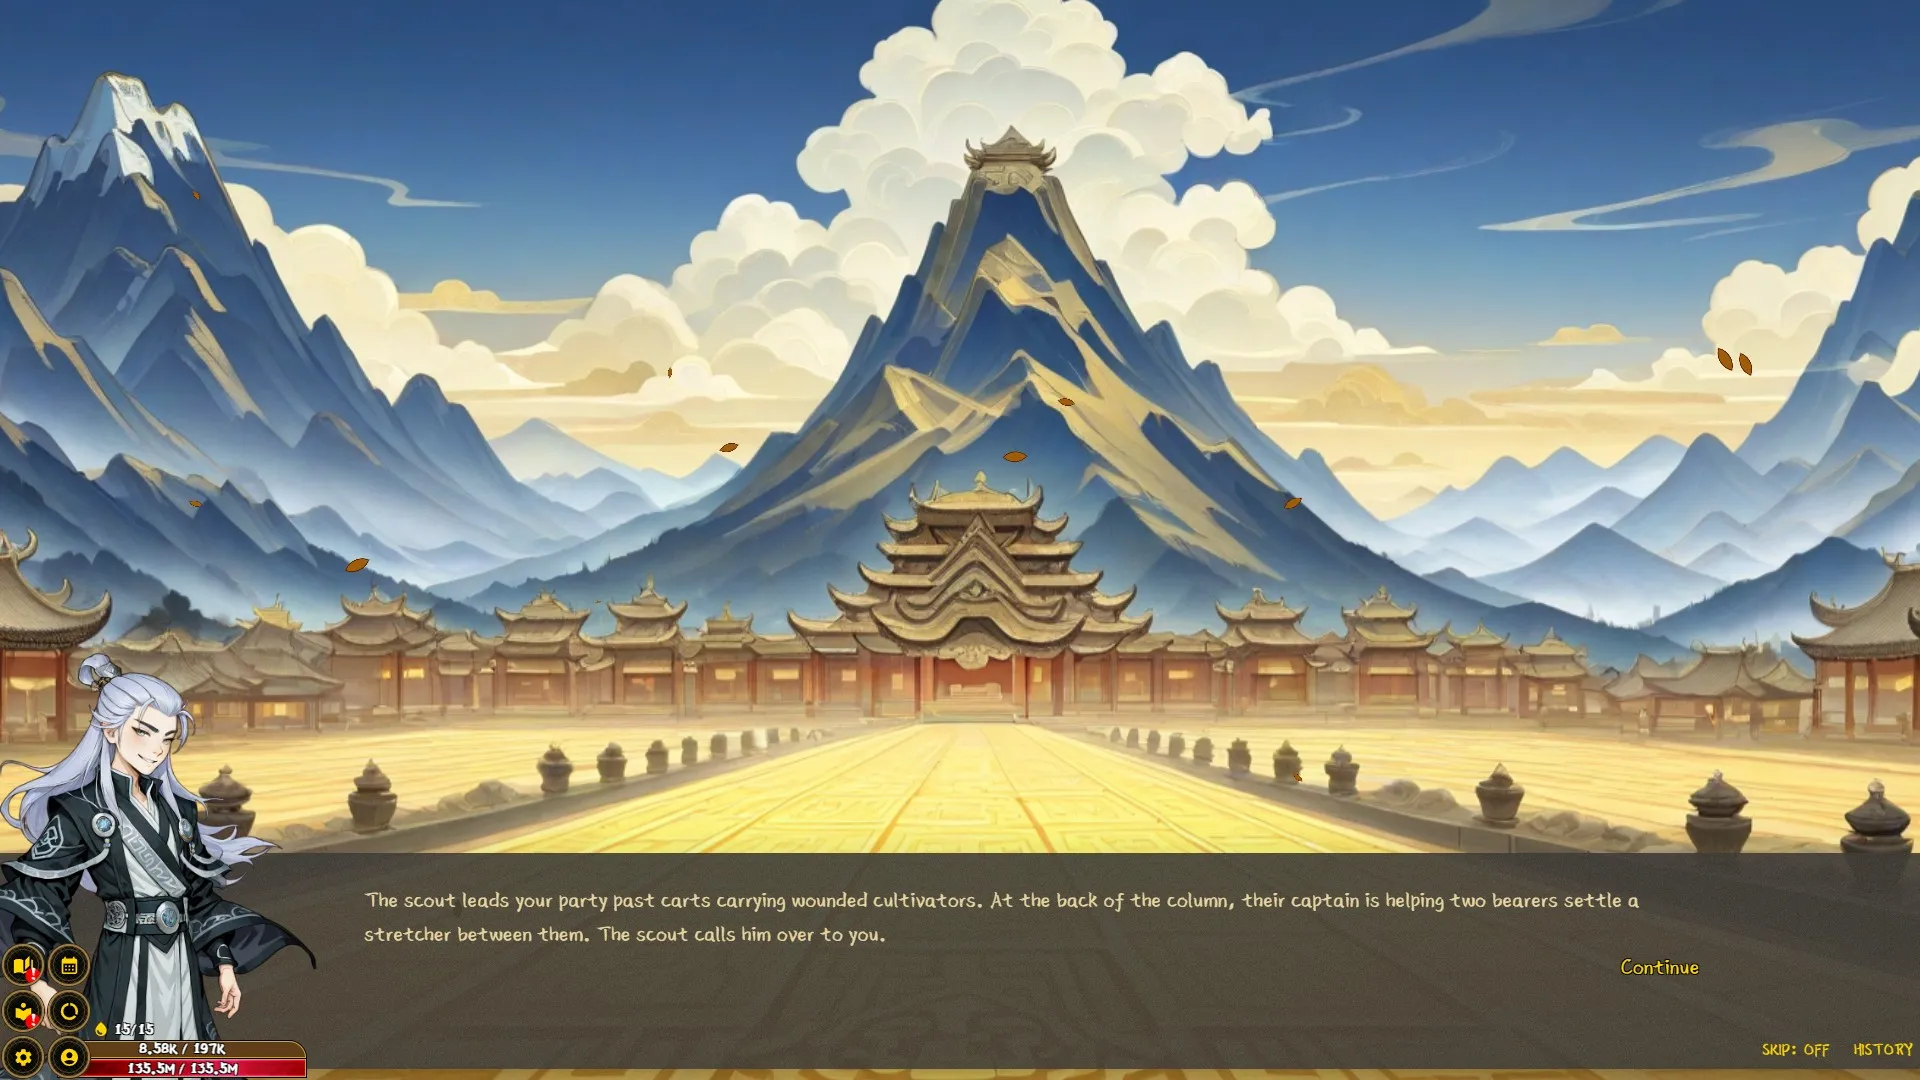 The scout leads your party past carts carrying wounded cultivators. At the back of the column, their captain is helping two bearers settle a
stretcher between them. The scout calls him over to you.
Continue
15/15
8.58K / 197K
135.5M / 135.5M
SKIP: OFF HISTORY